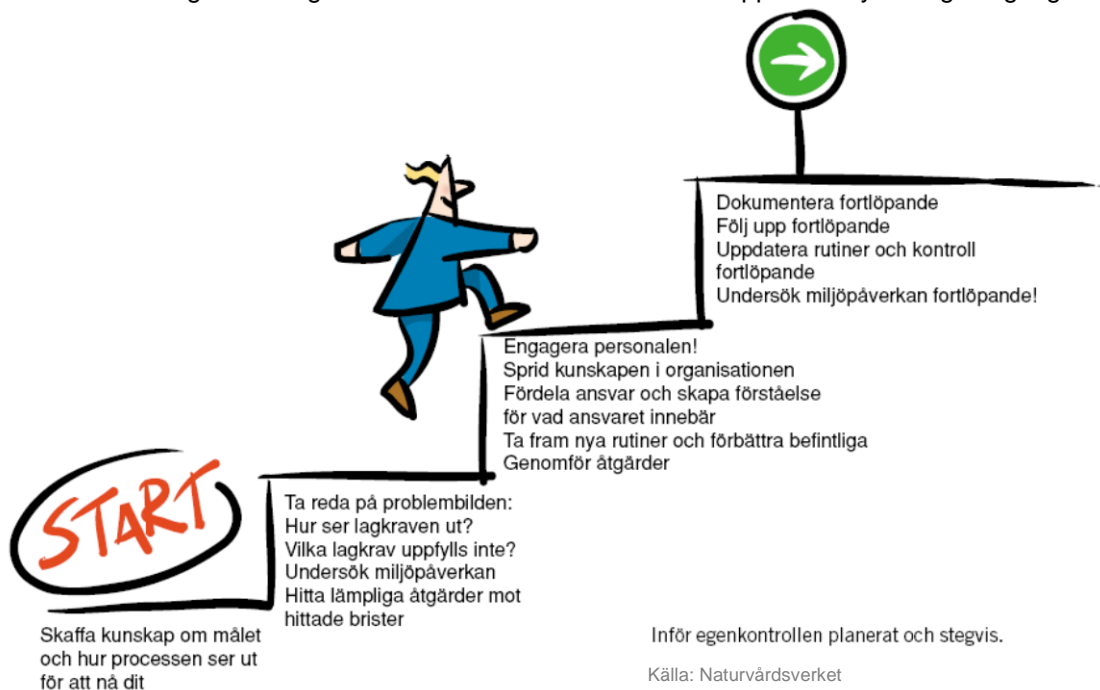 START
Skaffa kunskap om målet
och hur processen ser ut
för att nå dit
Ta reda på problembilden:
Hur ser lagkraven ut?
Vilka lagkrav uppfylls inte?
Undersök miljöpåverkan
Hitta lämpliga åtgärder mot
hittade brister
Engagera personalen!
Sprid kunskapen i organisationen
Fördela ansvar och skapa förståelse
för vad ansvaret innebär
Ta fram nya rutiner och förbättra befintliga
Genomför åtgärder
Dokumentera fortlöpande
Följ upp fortlöpande
Uppdatera rutiner och kontroll
fortlöpande
Undersök miljöpåverkan fortlöpande!
Inför egenkontrollen planerat och stegvis.
Källa: Naturvårdsverket